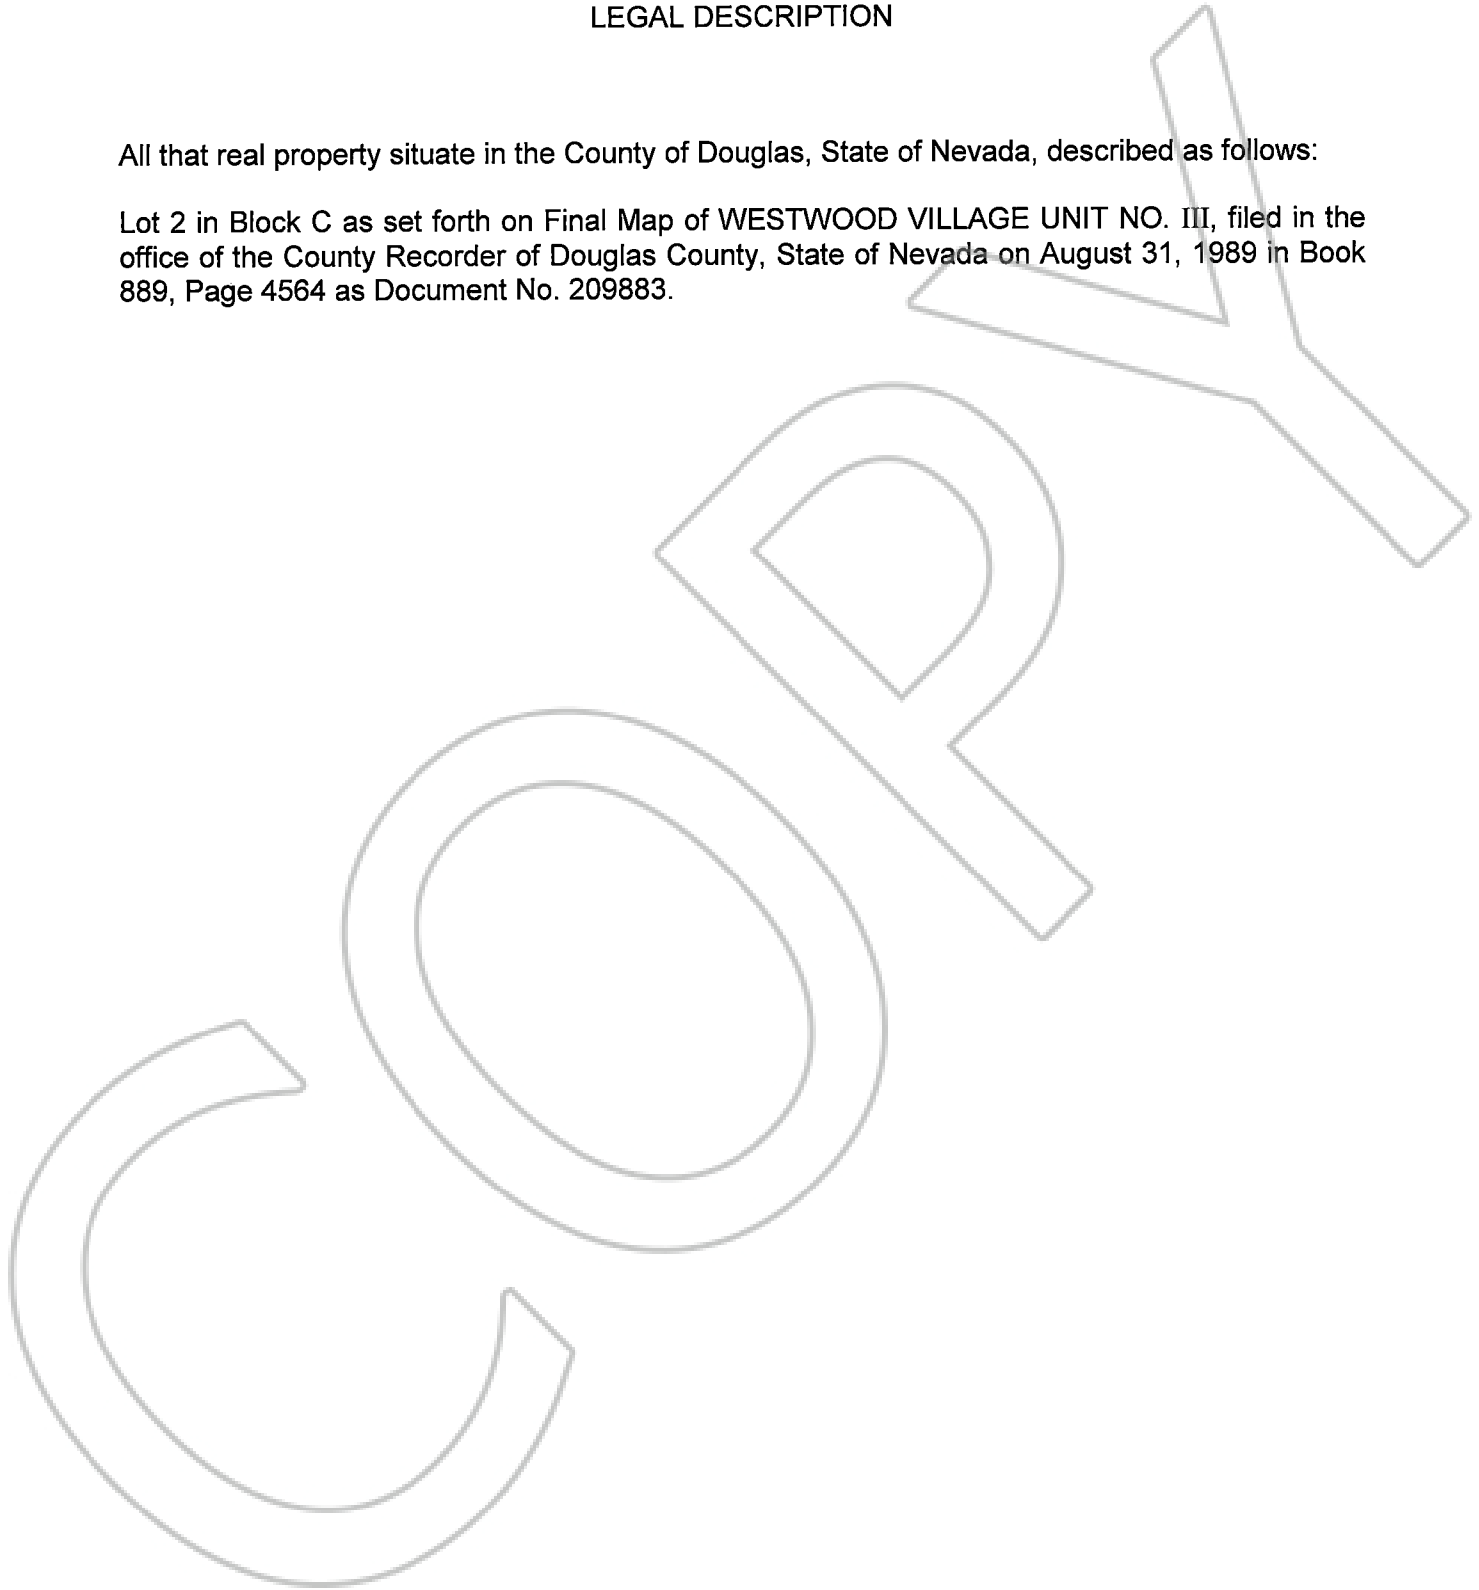 LEGAL DESCRIPTION
All that real property situate in the County of Douglas, State of Nevada, described as follows:
Lot 2 in Block C as set forth on Final Map of WESTWOOD VILLAGE UNIT NO. III, filed in the
office of the County Recorder of Douglas County, State of Nevada on August 31, 1989 in Book
889, Page 4564 as Document No. 209883.
COPY